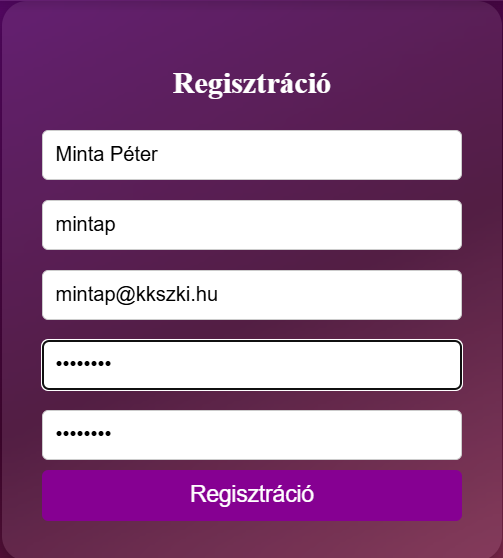 Regisztráció
Minta Péter
mintap
mintap@kkszki.hu
••••••••
••••••••
Regisztráció